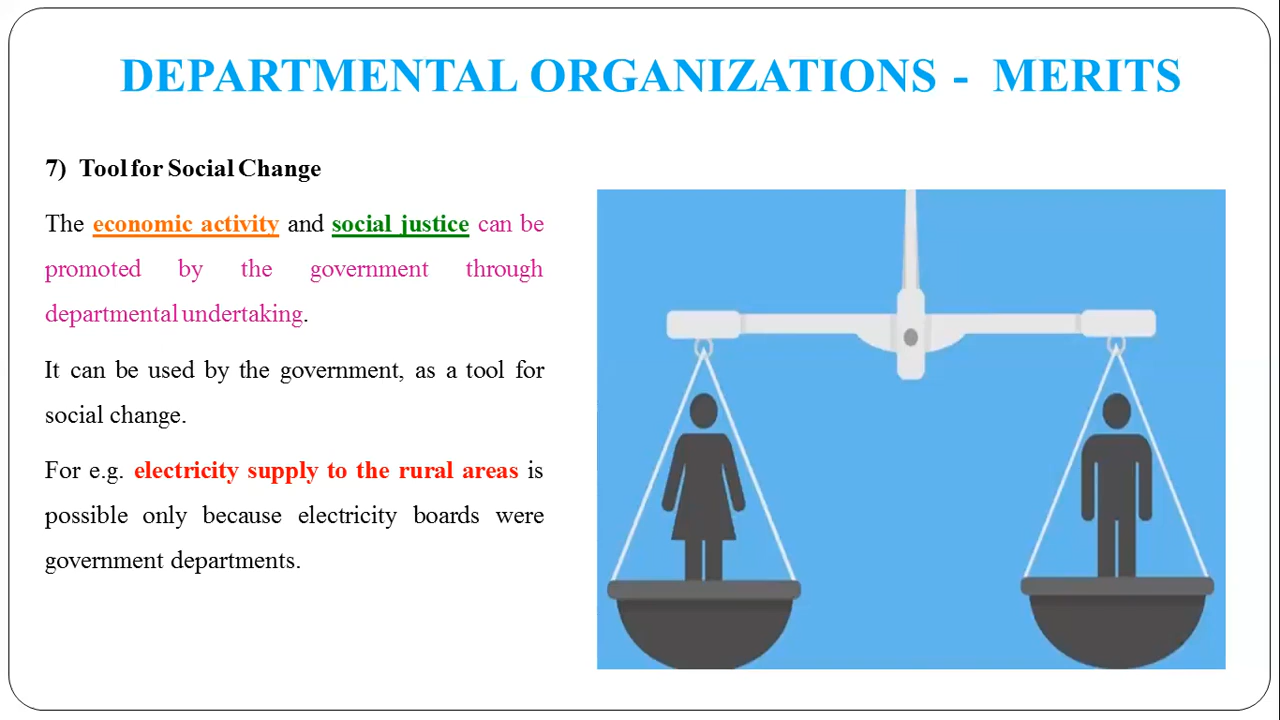 DEPARTMENTAL ORGANIZATIONS - MERITS
7) Tool for Social Change
The economic activity and social justice can be
promoted by the government through
departmental undertaking.
It can be used by the government, as a tool for
social change.
For e.g. electricity supply to the rural areas is
possible only because electricity boards were
government departments.